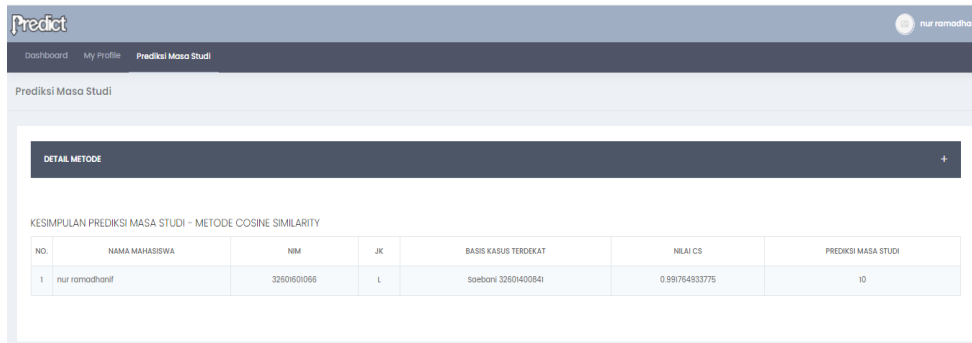 Predict
nur ramadha
Dashboard My Profile Prediksi Masa Studi
Prediksi Masa Studi
DETAIL METODE +
KESIMPULAN PREDIKSI MASA STUDI - METODE COSINE SIMILARITY
NO. NAMA MAHASISWA NIM JK BASIS KASUS TERDEKAT NILAI CS PREDIKSI MASA STUDI
1 nur ramadhanif 32601601066 L Saebani 32601400841 0.991764933775 10